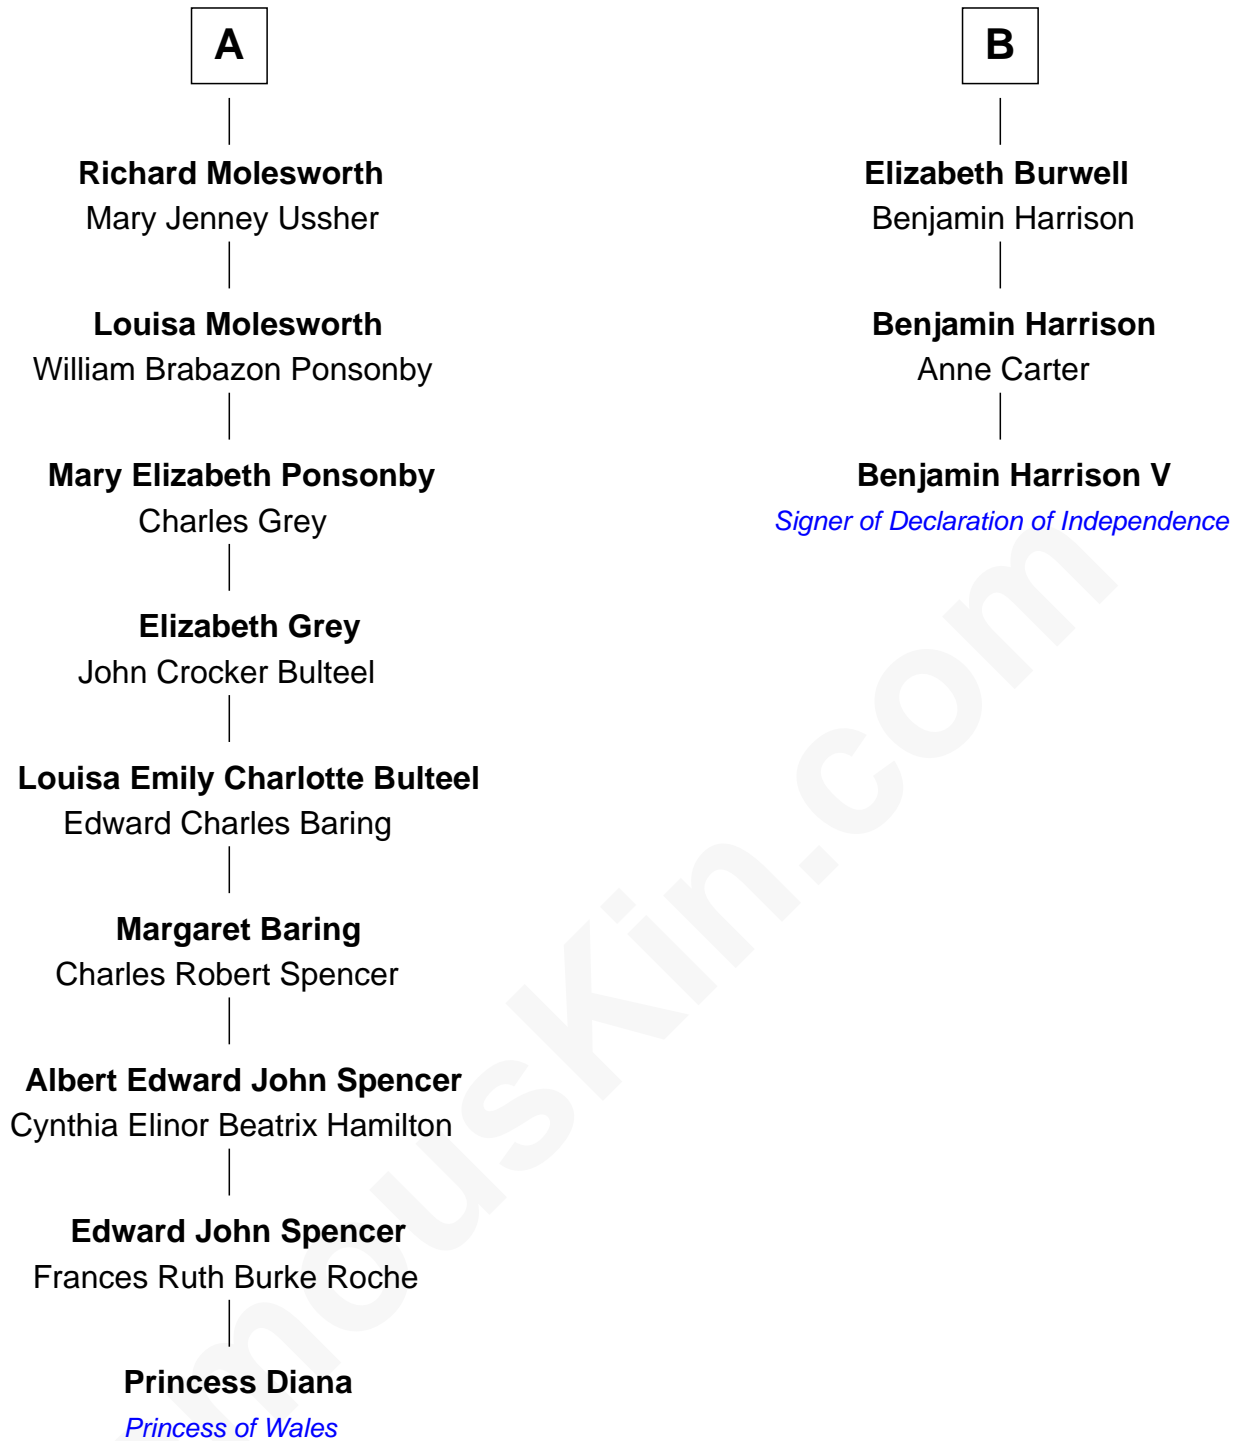 A
Richard Molesworth
Mary Jenney Ussher
Louisa Molesworth
William Brabazon Ponsonby
Mary Elizabeth Ponsonby
Charles Grey
Elizabeth Grey
John Crocker Bulteel
Louisa Emily Charlotte Bulteel
Edward Charles Baring
Margaret Baring
Charles Robert Spencer
Albert Edward John Spencer
Cynthia Elinor Beatrix Hamilton
Edward John Spencer
Frances Ruth Burke Roche
Princess Diana
Princess of Wales
B
Elizabeth Burwell
Benjamin Harrison
Benjamin Harrison
Anne Carter
Benjamin Harrison V
Signer of Declaration of Independence
mouskin.com